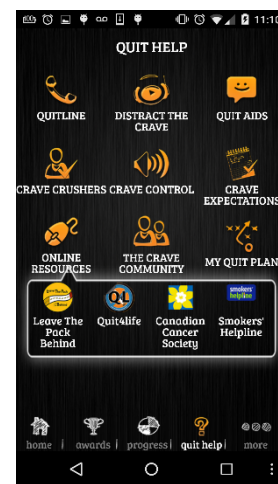 11:10
QUIT HELP
QUITLINE
DISTRACT THE
CRAVE
QUIT AIDS
CRAVE CRUSHERS
CRAVE CONTROL
CRAVE
EXPECTATIONS
ONLINE
RESOURCES
THE CRAVE
COMMUNITY
MY QUIT PLAN
QL
smokers'
helpline
Leave The
Pack
Behind
Quit4life
Canadian
Cancer
Society
Smokers'
Helpline
home
awards
progress
quit help
more